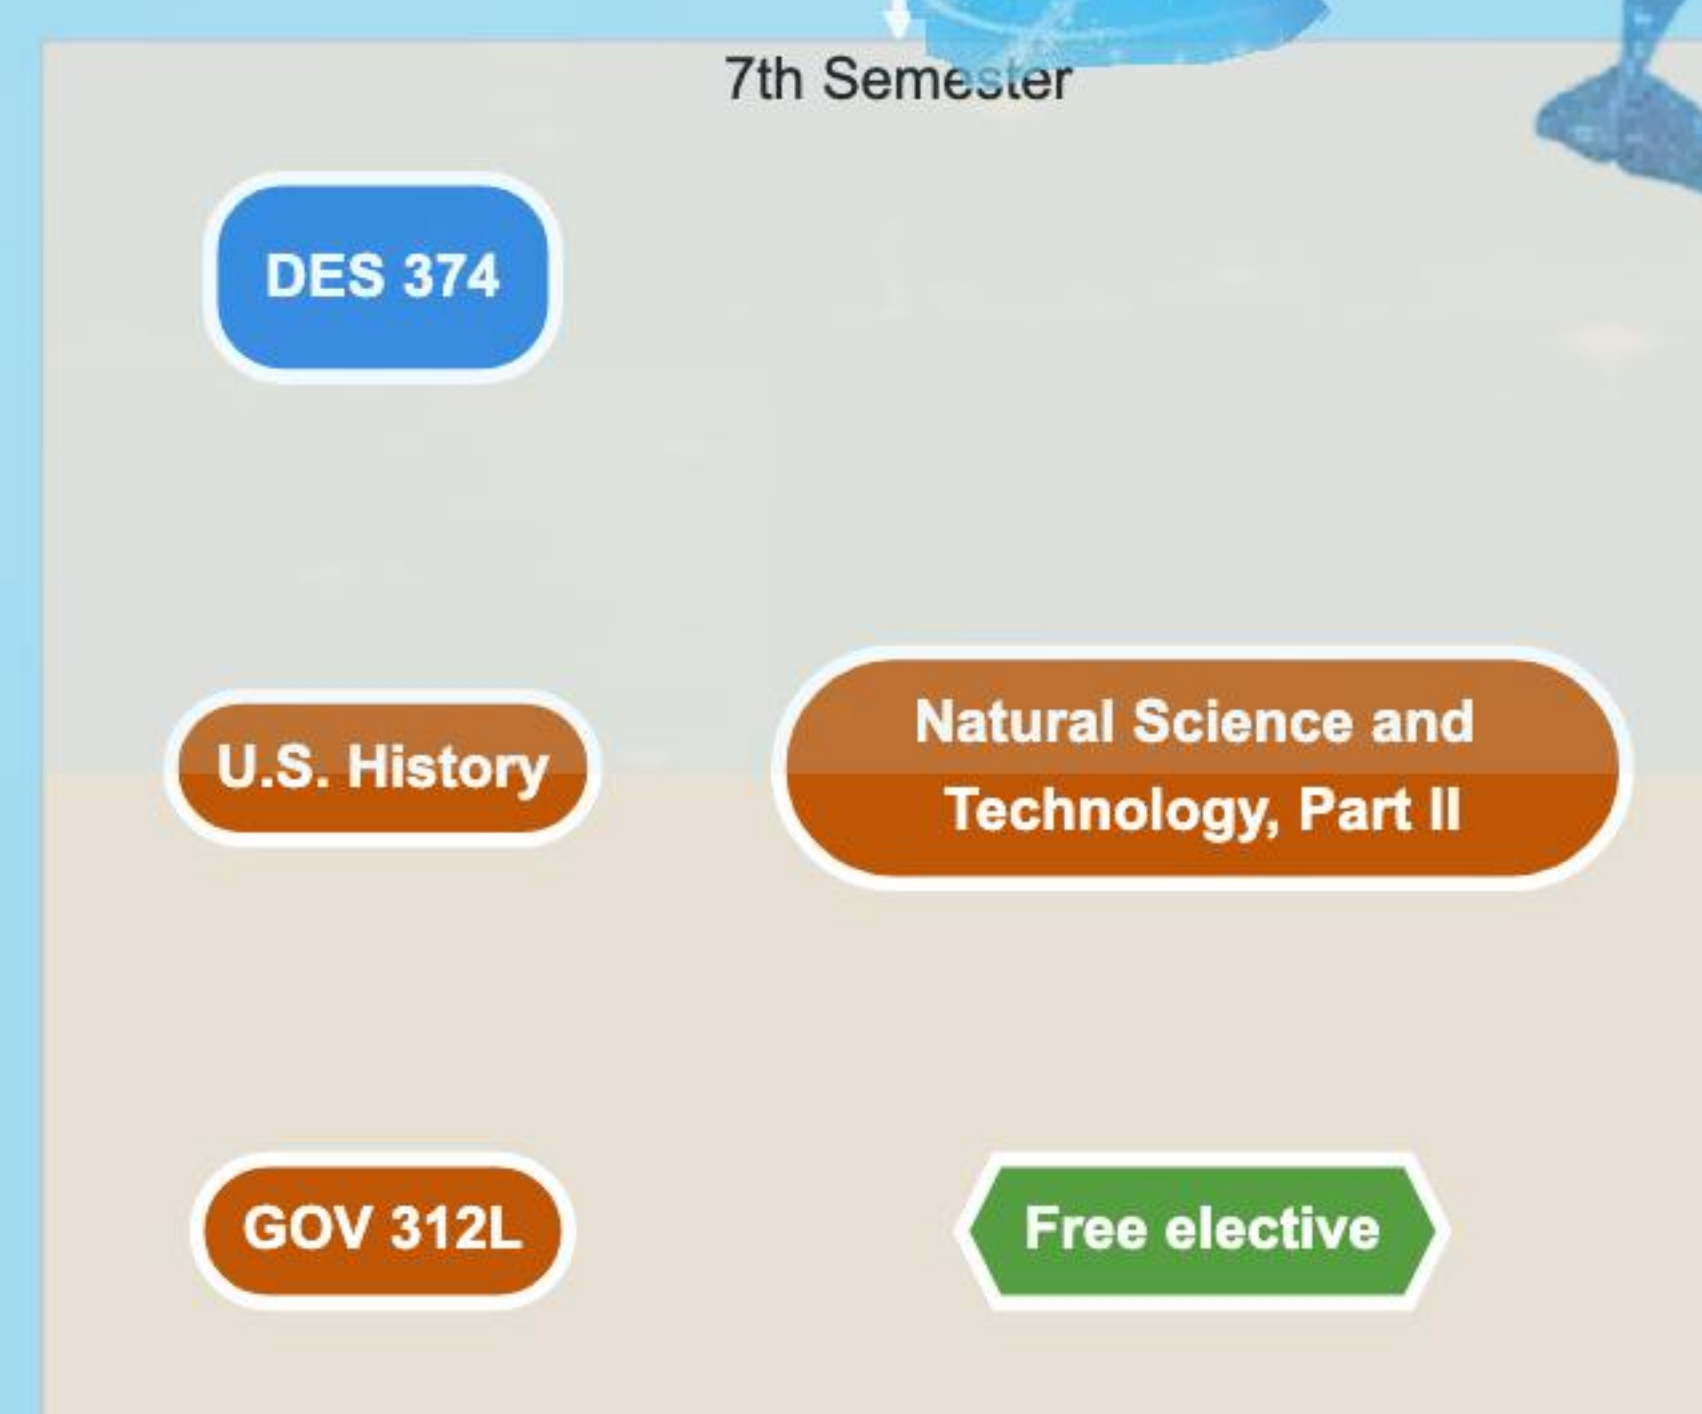 7th Semester
DES 374
U.S. History
Natural Science and
Technology, Part II
GOV 312L
Free elective